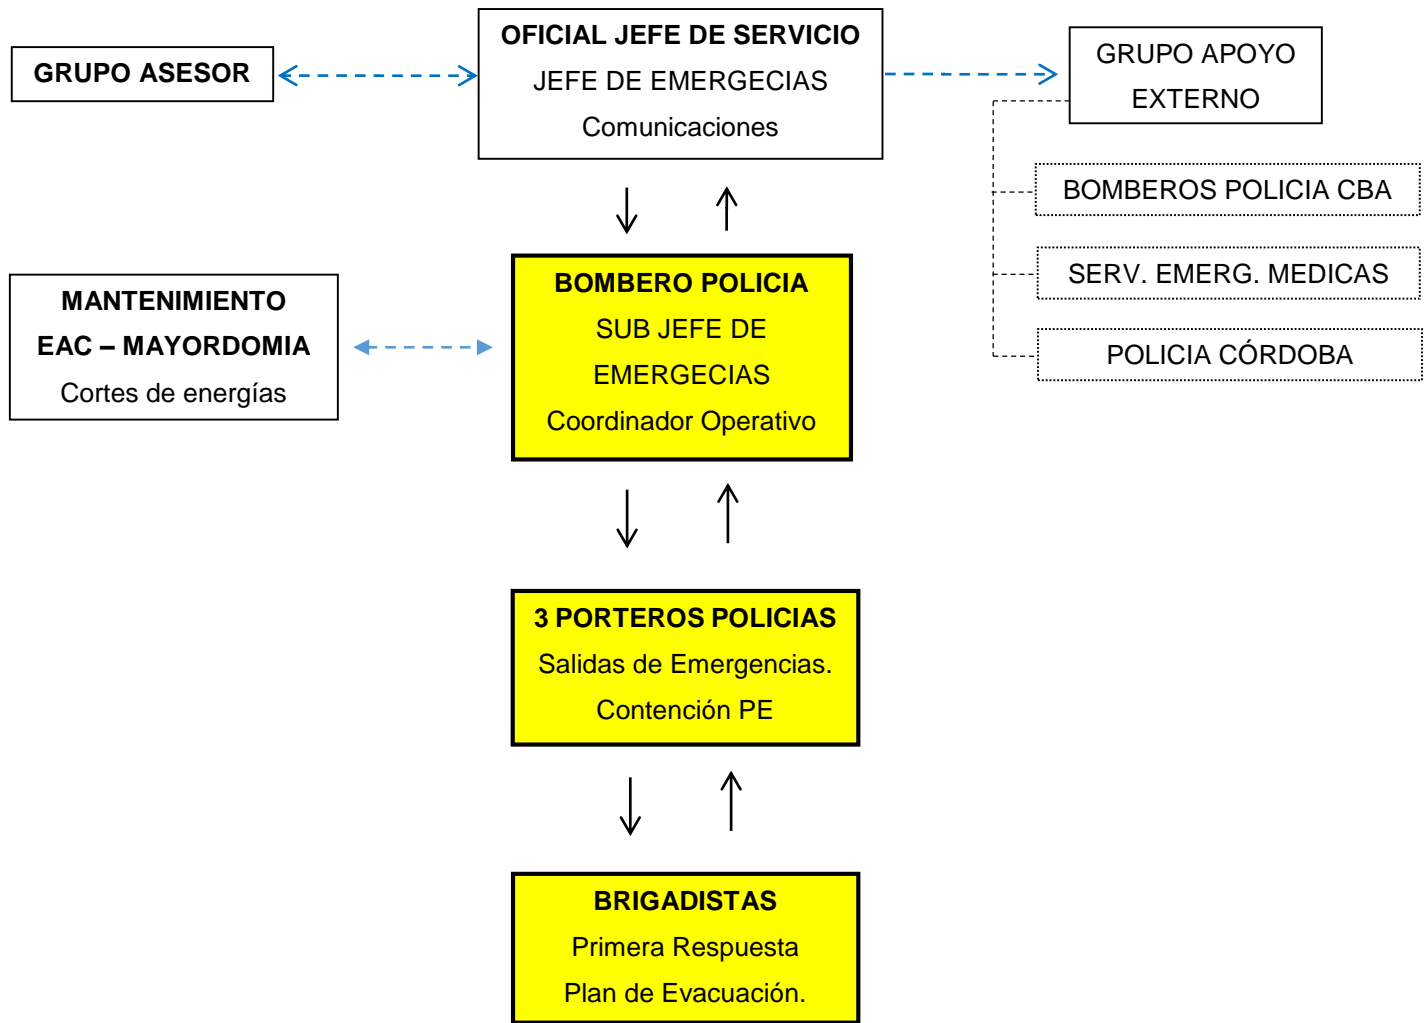 OFICIAL JEFE DE SERVICIO
JEFE DE EMERGECIAS
Comunicaciones
GRUPO ASESOR
GRUPO APOYO
EXTERNO
BOMBEROS POLICIA CBA
SERV. EMERG. MEDICAS
POLICIA CÓRDOBA
BOMBERO POLICIA
SUB JEFE DE
EMERGECIAS
Coordinador Operativo
MANTENIMIENTO
EAC – MAYORDOMIA
Cortes de energías
3 PORTEROS POLICIAS
Salidas de Emergencias.
Contención PE
BRIGADISTAS
Primera Respuesta
Plan de Evacuación.